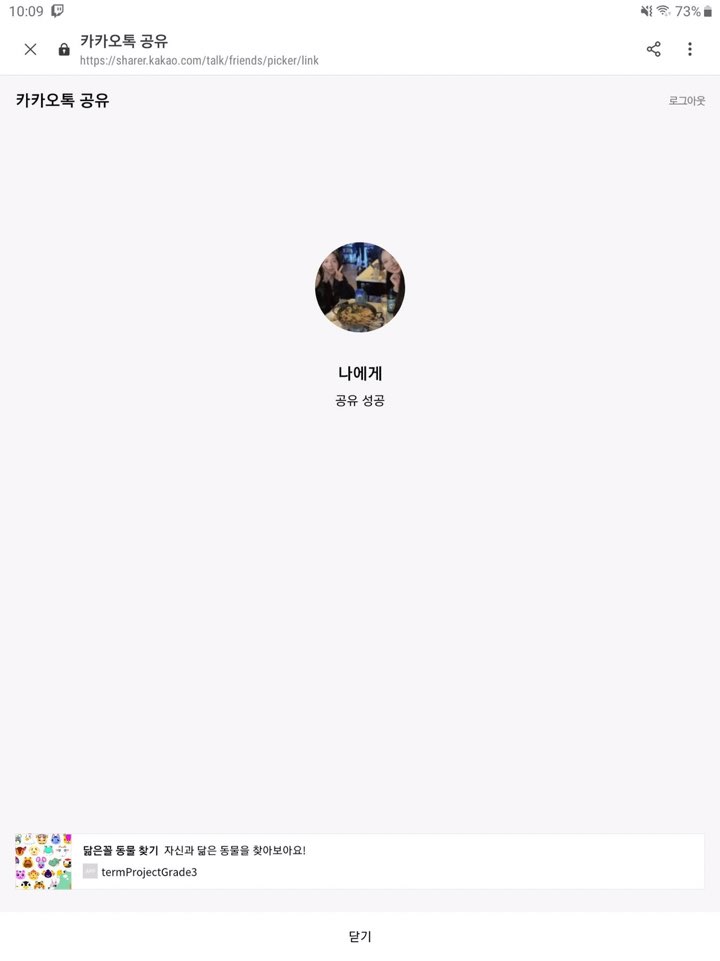 10:09 73%
카카오톡 공유
https://sharer.kakao.com/talk/friends/picker/link
카카오톡 공유 로그아웃
나에게
공유 성공
닮은꼴 동물 찾기 자신과 닮은 동물을 찾아보아요!
termProjectGrade3
닫기